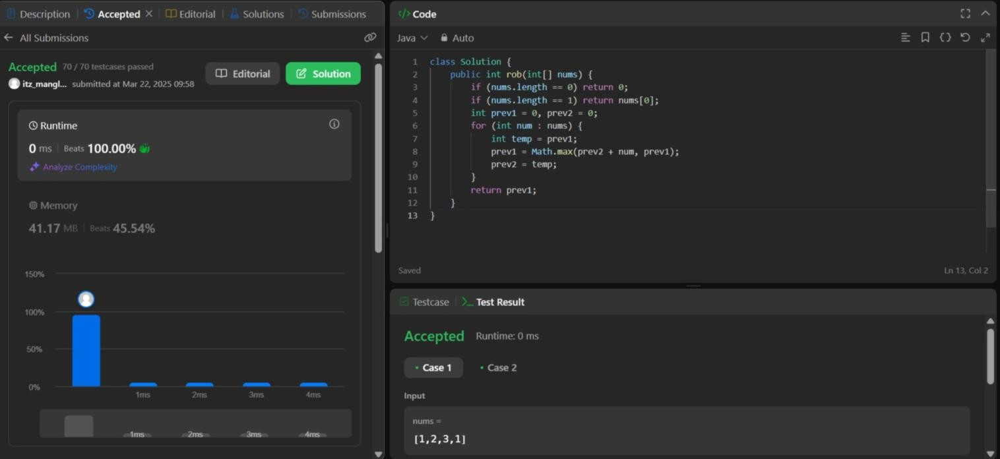 Description | Accepted × | Editorial | Solutions | Submissions
← All Submissions
Accepted 70 / 70 testcases passed
itz_mangl... submitted at Mar 22, 2025 09:58
Editorial
Solution
Runtime
0 ms | Beats 100.00%
Analyze Complexity
Memory
41.17 MB | Beats 45.54%
150%
100%
50%
0%
1ms 2ms 3ms 4ms
1ms 2ms 3ms 4ms
</> Code
Java Auto
1 class Solution {
2     public int rob(int[] nums) {
3         if (nums.length == 0) return 0;
4         if (nums.length == 1) return nums[0];
5         int prev1 = 0, prev2 = 0;
6         for (int num : nums) {
7             int temp = prev1;
8             prev1 = Math.max(prev2 + num, prev1);
9             prev2 = temp;
10         }
11         return prev1;
12     }
13 }
Saved
Ln 13, Col 2
Testcase | >_ Test Result
Accepted Runtime: 0 ms
• Case 1 • Case 2
Input
nums =
[1,2,3,1]